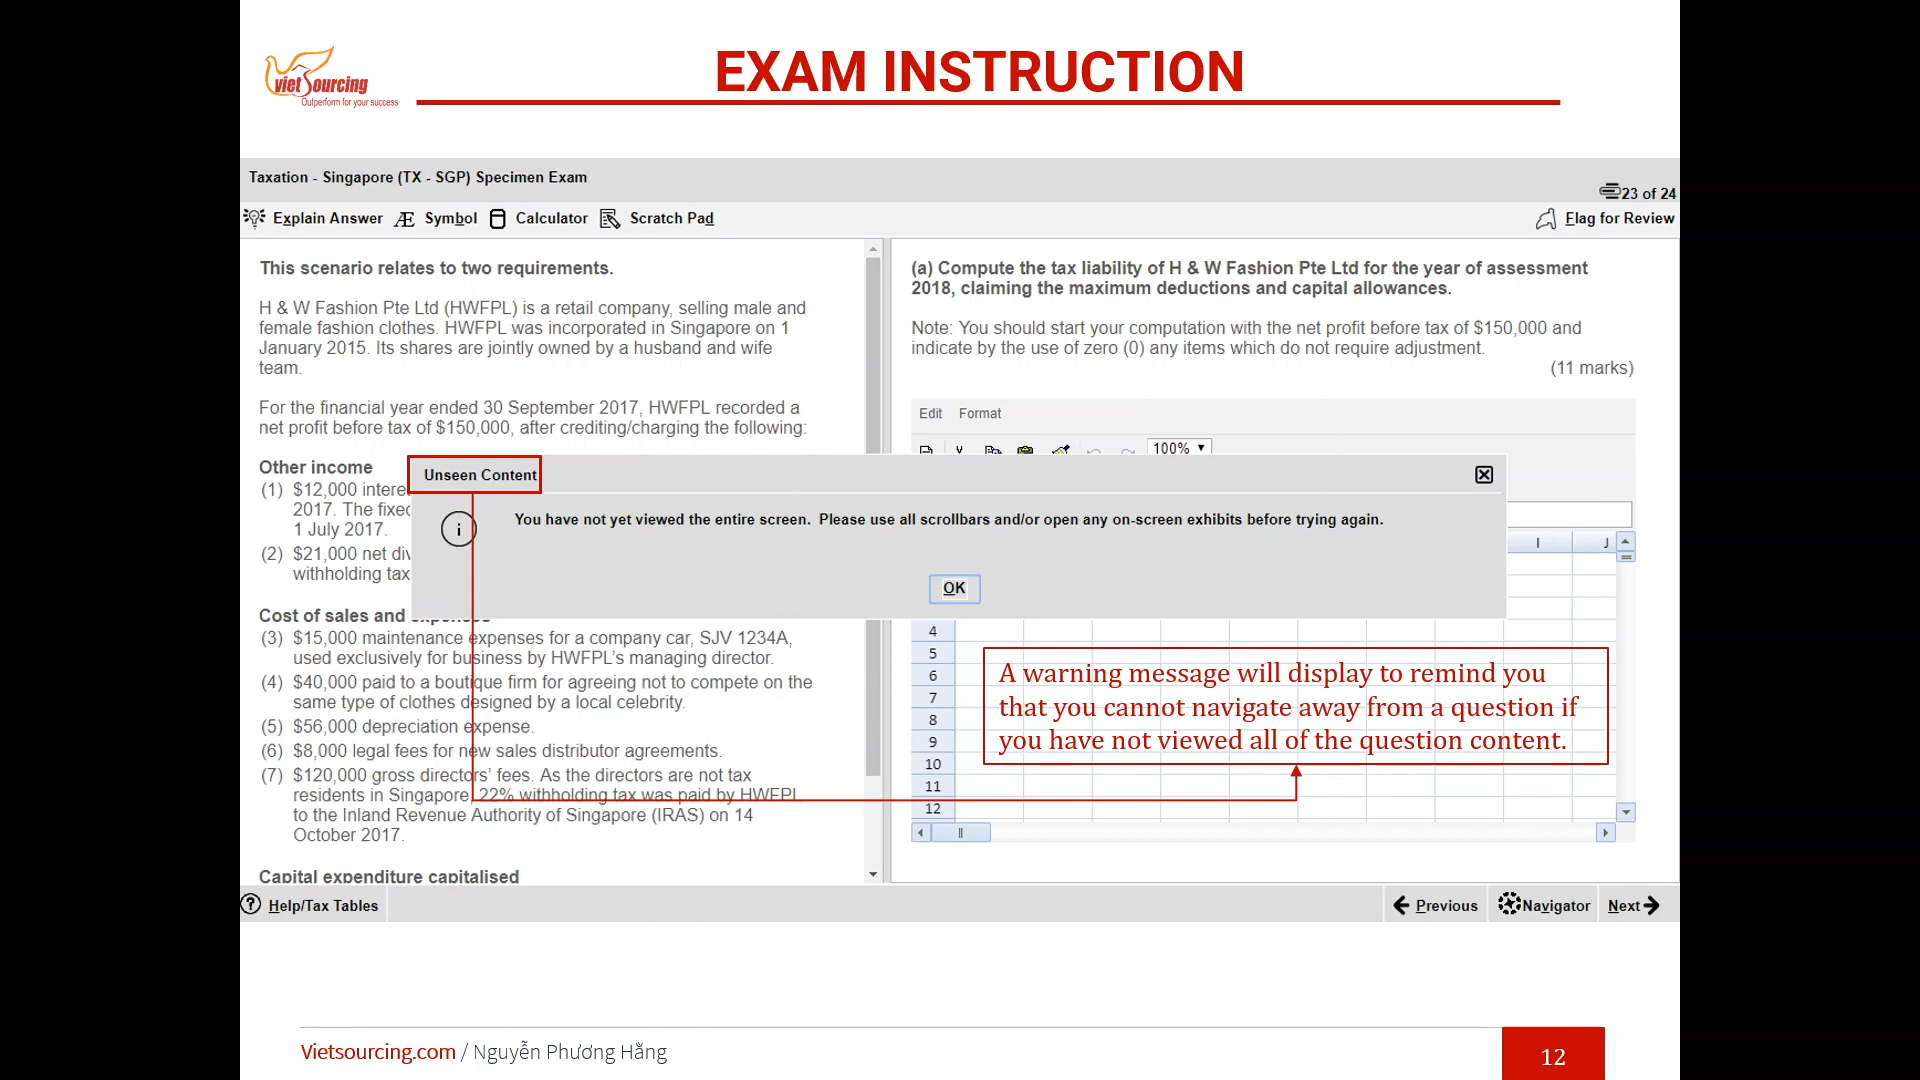 vietSourcing
Outperform for your success
EXAM INSTRUCTION
Taxation - Singapore (TX - SGP) Specimen Exam
23 of 24
Explain Answer
Symbol
Calculator
Scratch Pad
Flag for Review
This scenario relates to two requirements.
H & W Fashion Pte Ltd (HWFPL) is a retail company, selling male and
female fashion clothes. HWFPL was incorporated in Singapore on 1
January 2015. Its shares are jointly owned by a husband and wife
team.
For the financial year ended 30 September 2017, HWFPL recorded a
net profit before tax of $150,000, after crediting/charging the following:
Other income
(1) $12,000
2017. The
1 July 2017.
(2) $21,000 net
withholding tax
Cost of sales and expenses
(3) $15,000 maintenance expenses for a company car, SJV 1234A,
used exclusively for business by HWFPL's managing director.
(4) $40,000 paid to a boutique firm for agreeing not to compete on the
same type of clothes designed by a local celebrity.
(5) $56,000 depreciation expense.
(6) $8,000 legal fees for new sales distributor agreements.
(7) $120,000 gross directors' fees. As the directors are not tax
residents in Singapore, 22% withholding tax was paid by HWFPL
to the Inland Revenue Authority of Singapore (IRAS) on 14
October 2017.
Capital expenditure capitalised
(a) Compute the tax liability of H & W Fashion Pte Ltd for the year of assessment
2018, claiming the maximum deductions and capital allowances.
Note: You should start your computation with the net profit before tax of $150,000 and
indicate by the use of zero (0) any items which do not require adjustment.
(11 marks)
Edit Format
100%
Unseen Content
You have not yet viewed the entire screen. Please use all scrollbars and/or open any on-screen exhibits before trying again.
OK
I J
4
5
6
7
8
9
10
11
12
A warning message will display to remind you
that you cannot navigate away from a question if
you have not viewed all of the question content.
Help/Tax Tables
Previous
Navigator
Next
Vietsourcing.com / Nguyễn Phương Hằng
12